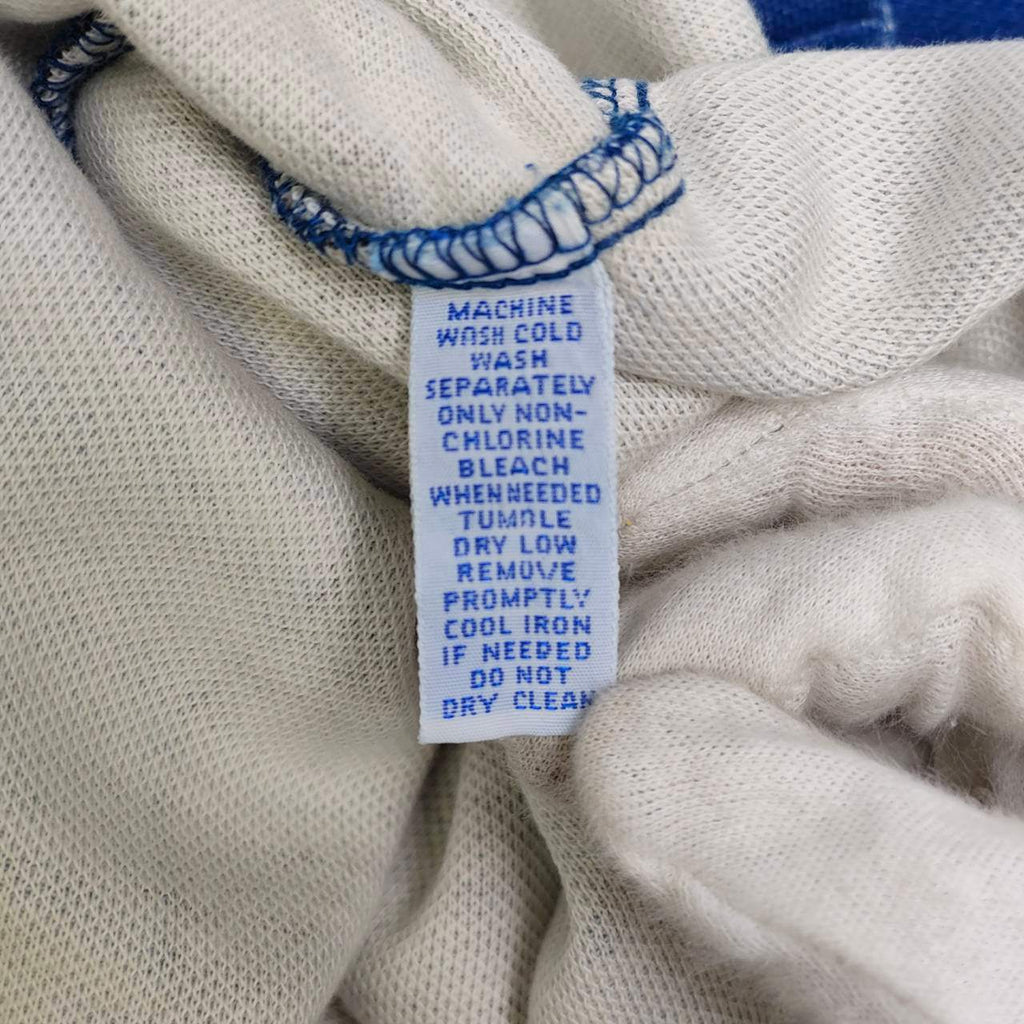 MACHINE
WASH COLD
WASH
SEPARATELY
ONLY NON-
CHLORINE
BLEACH
WHEN NEEDED
TUMBLE
DRY LOW
REMOVE
PROMPTLY
COOL IRON
IF NEEDED
DO NOT
DRY CLEAN